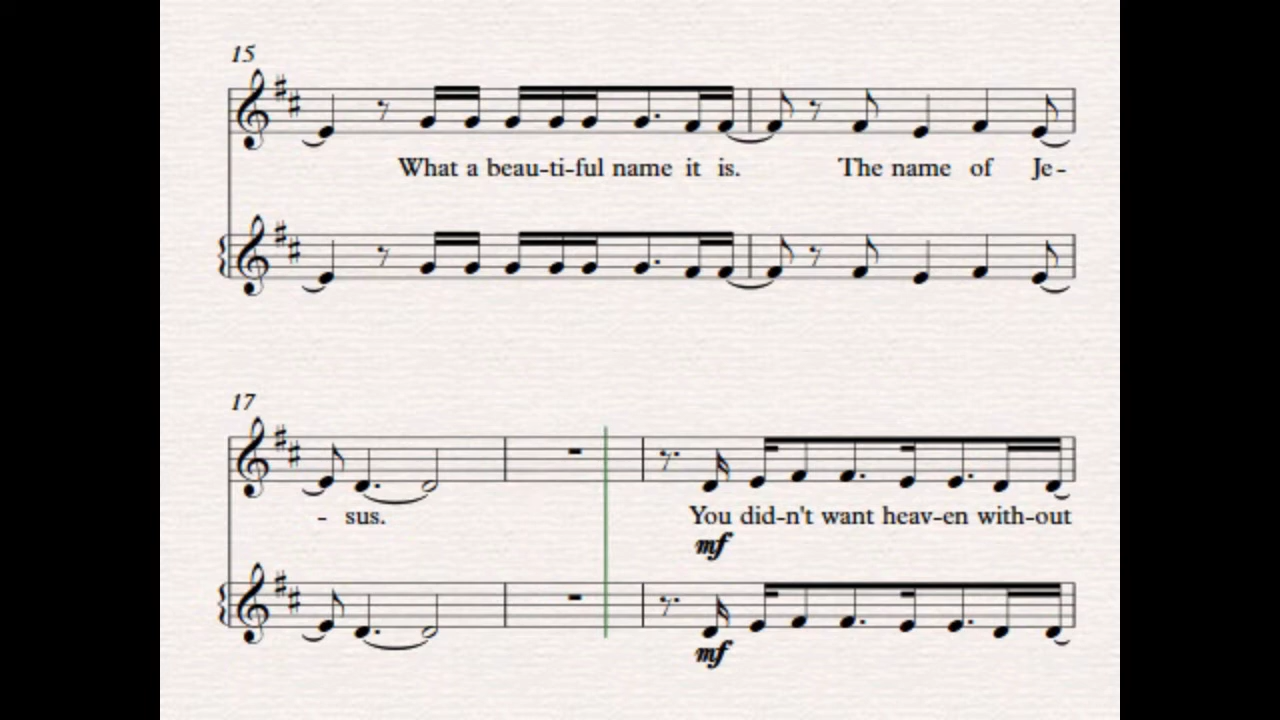 15
What a beau-ti-ful name it is. The name of Je-
17
- sus. You did-n't want heav-en with-out
mf
mf